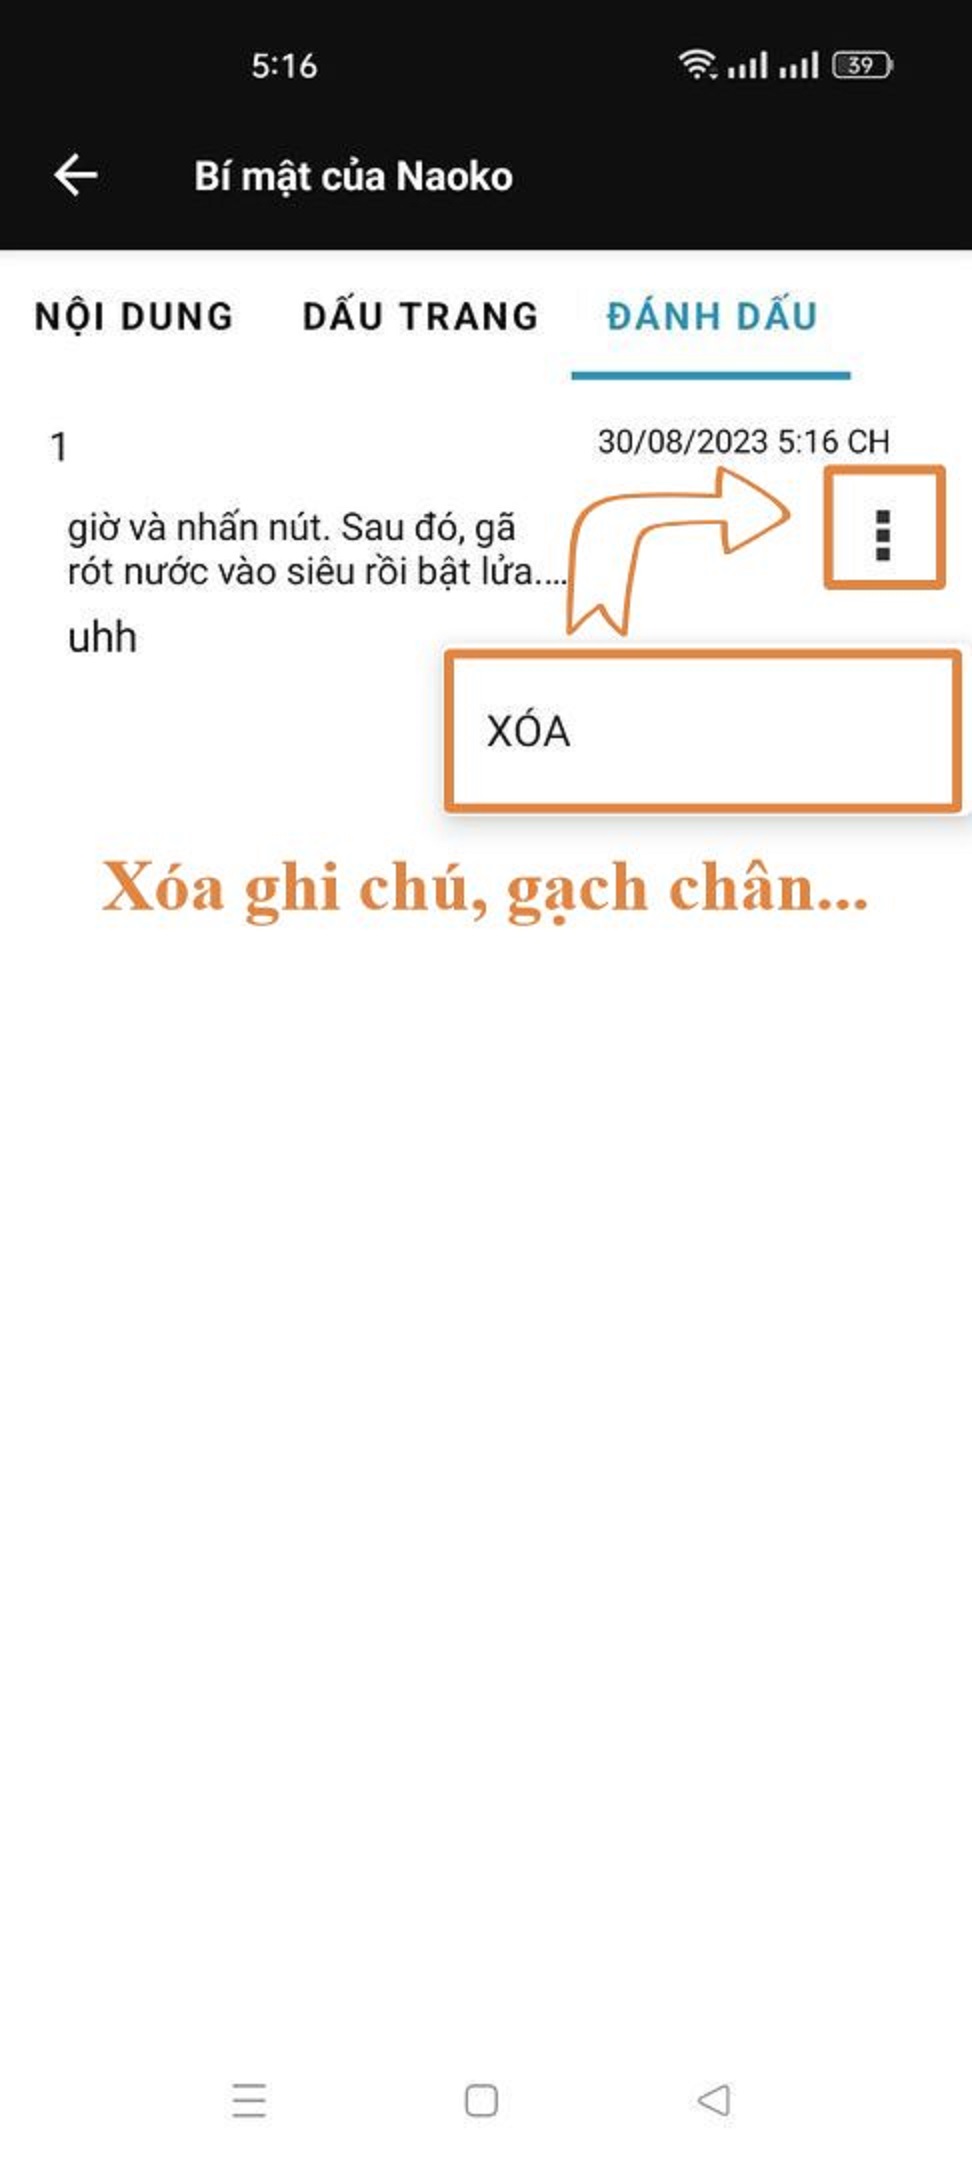 5:16
39
Bí mật của Naoko
NỘI DUNG DẤU TRANG ĐÁNH DẤU
1
30/08/2023 5:16 CH
giờ và nhấn nút. Sau đó, gã
rót nước vào siêu rồi bật lửa....
uhh
XÓA
Xóa ghi chú, gạch chân...